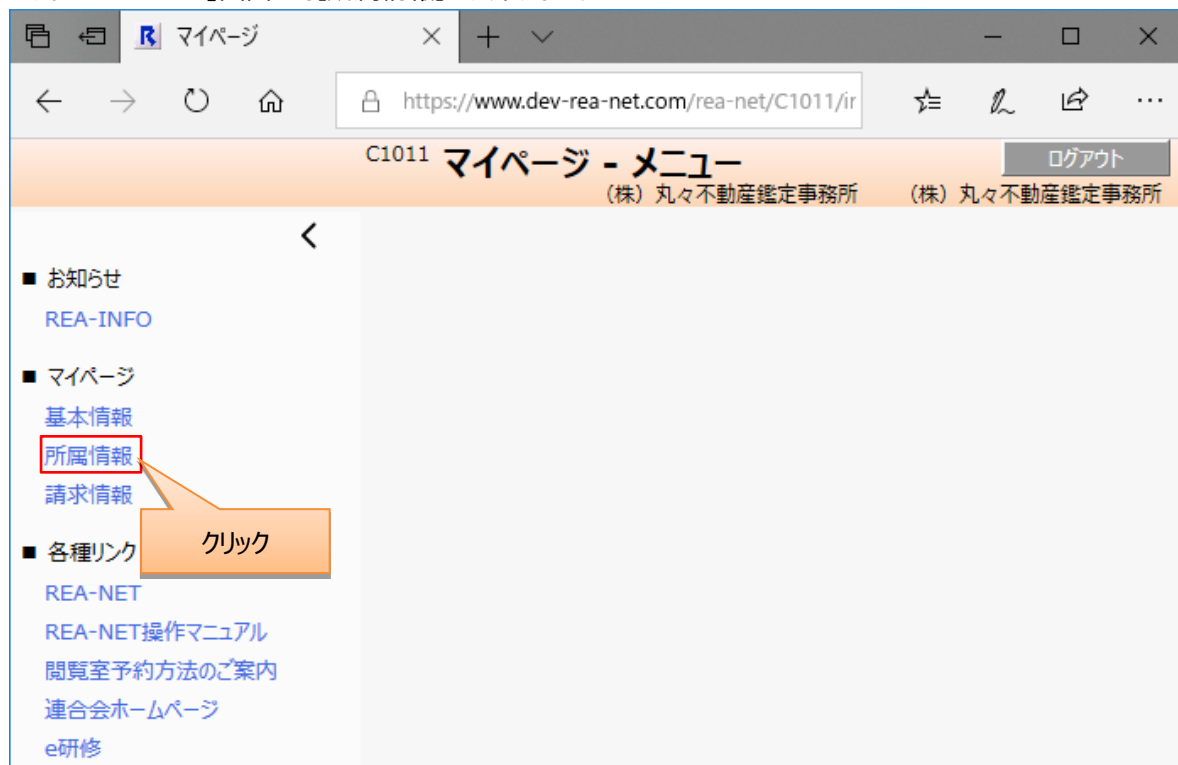 マイページ
https://www.dev-rea-net.com/rea-net/C1011/ir
C1011 マイページ - メニュー
ログアウト
(株) 丸々不動産鑑定事務所 (株) 丸々不動産鑑定事務所
■ お知らせ
REA-INFO
■ マイページ
基本情報
所属情報
請求情報
クリック
■ 各種リンク
REA-NET
REA-NET操作マニュアル
閲覧室予約方法のご案内
連合会ホームページ
e研修